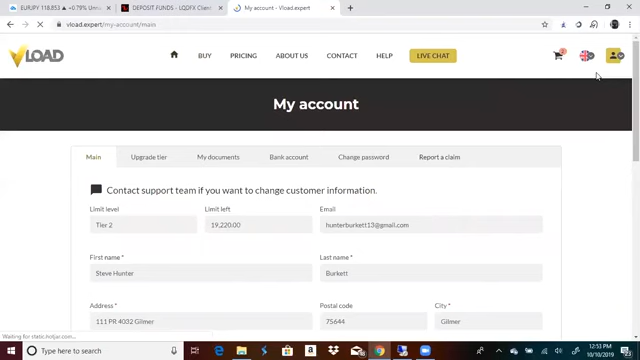 EURJPY 118.853 ▲ +0.79% Unna
DEPOSIT FUNDS - LQDFX Client
My account - Vload.expert
vload.expert/my-account/main
VLOAD
BUY
PRICING
ABOUT US
CONTACT
HELP
LIVE CHAT
My account
Main
Upgrade tier
My documents
Bank account
Change password
Report a claim
Contact support team if you want to change customer information.
Limit level
Limit left
Email
Tier 2
19,220.00
hunterburkett13@gmail.com
First name *
Last name *
Steve Hunter
Burkett
Address *
Postal code
City *
111 PR 4032 Gilmer
75644
Gilmer
Waiting for static.hotjar.com...
Type here to search
12:53 PM
10/10/2019